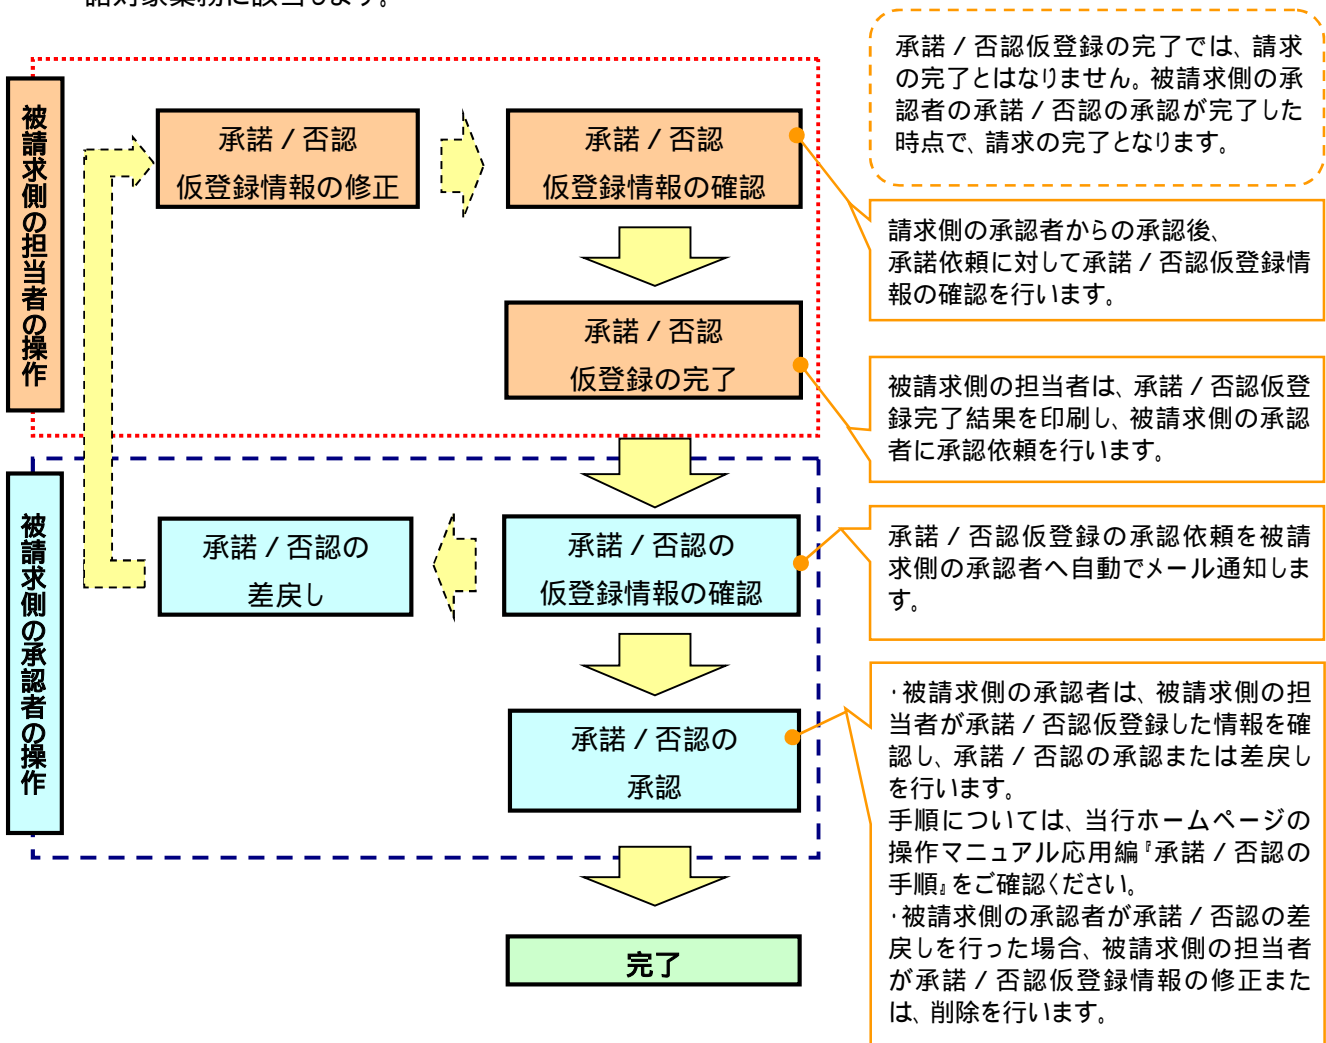 諾対象業務に該当します。
承諾／否認仮登録の完了では、請求
の完了とはなりません。被請求側の承
認者の承諾／否認の承認が完了した
時点で、請求の完了となります。
被請求側の担当者の操作
承諾／否認
仮登録情報の修正
承諾／否認
仮登録情報の確認
請求側の承認者からの承認後、
承諾依頼に対して承諾／否認仮登録情
報の確認を行います。
承諾／否認
仮登録の完了
被請求側の担当者は、承諾／否認仮登
録完了結果を印刷し、被請求側の承認
者に承認依頼を行います。
被請求側の承認者の操作
承諾／否認の
差戻し
承諾／否認の
仮登録情報の確認
承諾／否認仮登録の承認依頼を被請
求側の承認者へ自動でメール通知しま
す。
承諾／否認の
承認
・被請求側の承認者は、被請求側の担
当者が承諾／否認仮登録した情報を確
認し、承諾／否認の承認または差戻し
を行います。
手順については、当行ホームページの
操作マニュアル応用編『承諾／否認の
手順』をご確認ください。
・被請求側の承認者が承諾／否認の差
戻しを行った場合、被請求側の担当者
が承諾／否認仮登録情報の修正また
は、削除を行います。
完了